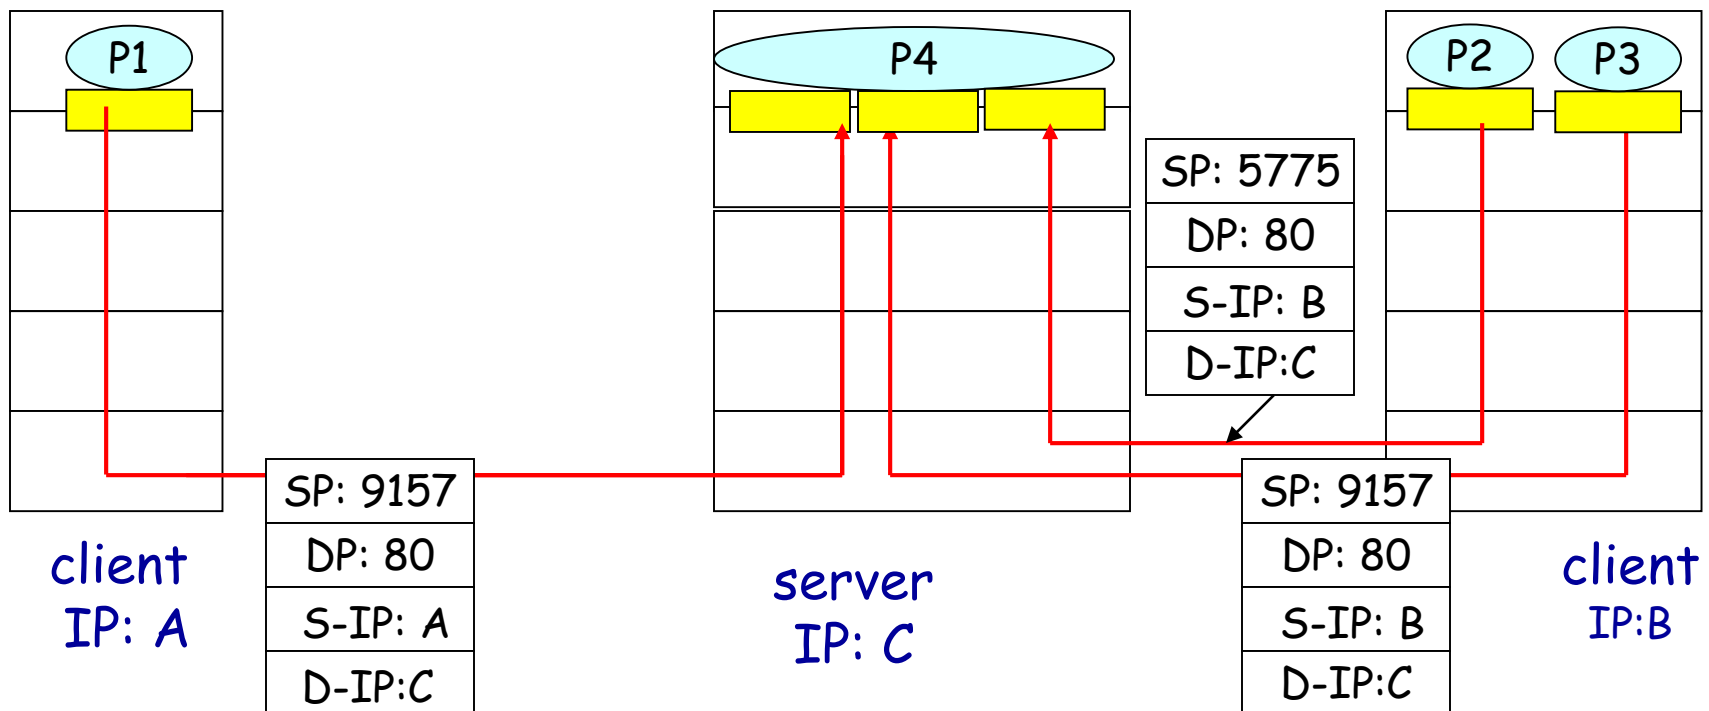 P1
P4
P2
P3
SP: 5775
DP: 80
S-IP: B
D-IP:C
SP: 9157
DP: 80
S-IP: A
D-IP:C
SP: 9157
DP: 80
S-IP: B
D-IP:C
client
IP: A
server
IP: C
client
IP:B